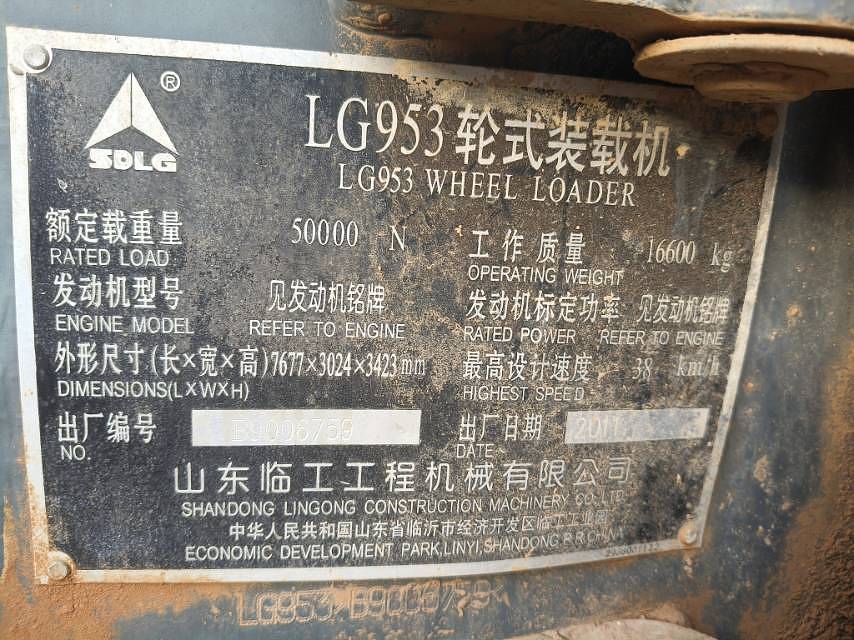 ®
SDLG
LG953 轮式装载机
LG953 WHEEL LOADER
额定载重量 50000 N 工作质量 16600 kg
RATED LOAD OPERATING WEIGHT
发动机型号 见发动机铭牌 发动机标定功率 见发动机铭牌
ENGINE MODEL REFER TO ENGINE RATED POWER REFER TO ENGINE
外形尺寸(长×宽×高)7677×3024×3423mm 最高设计速度 38 km/h
DIMENSIONS(L×W×H) HIGHEST SPEED
出厂编号 B9006759 出厂日期 2011
NO. DATE
山东临工工程机械有限公司
SHANDONG LINGONG CONSTRUCTION MACHINERY CO.,LTD
中华人民共和国山东省临沂市经济开发区临工工业园
ECONOMIC DEVELOPMENT PARK,LINYI,SHANDONG P.R.CHINA
LG953